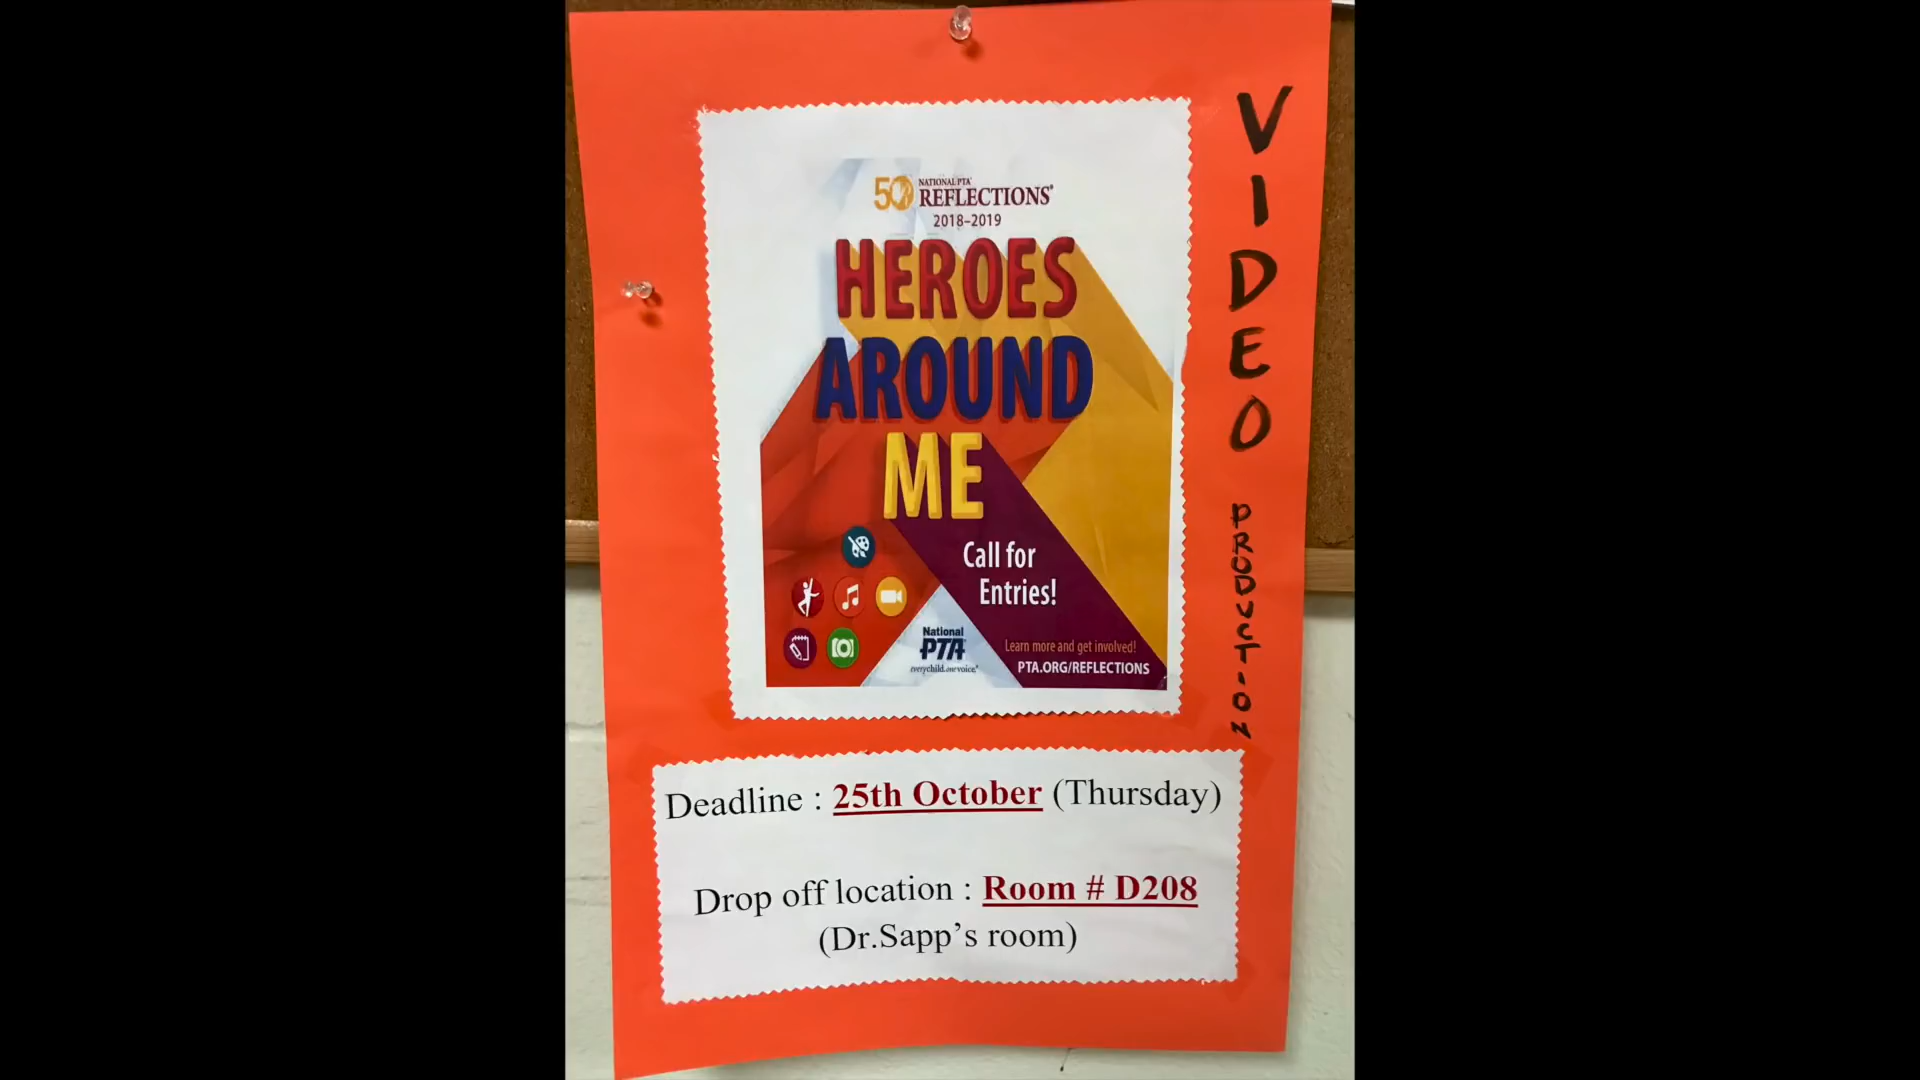 50 NATIONAL PTA®
REFLECTIONS®
2018–2019
HEROES
AROUND
ME
Call for
Entries!
National
PTA®
everychild.onevoice.®
Learn more and get involved!
PTA.ORG/REFLECTIONS
VIDEO PRODUCTION
Deadline : 25th October (Thursday)
Drop off location : Room # D208
(Dr.Sapp’s room)